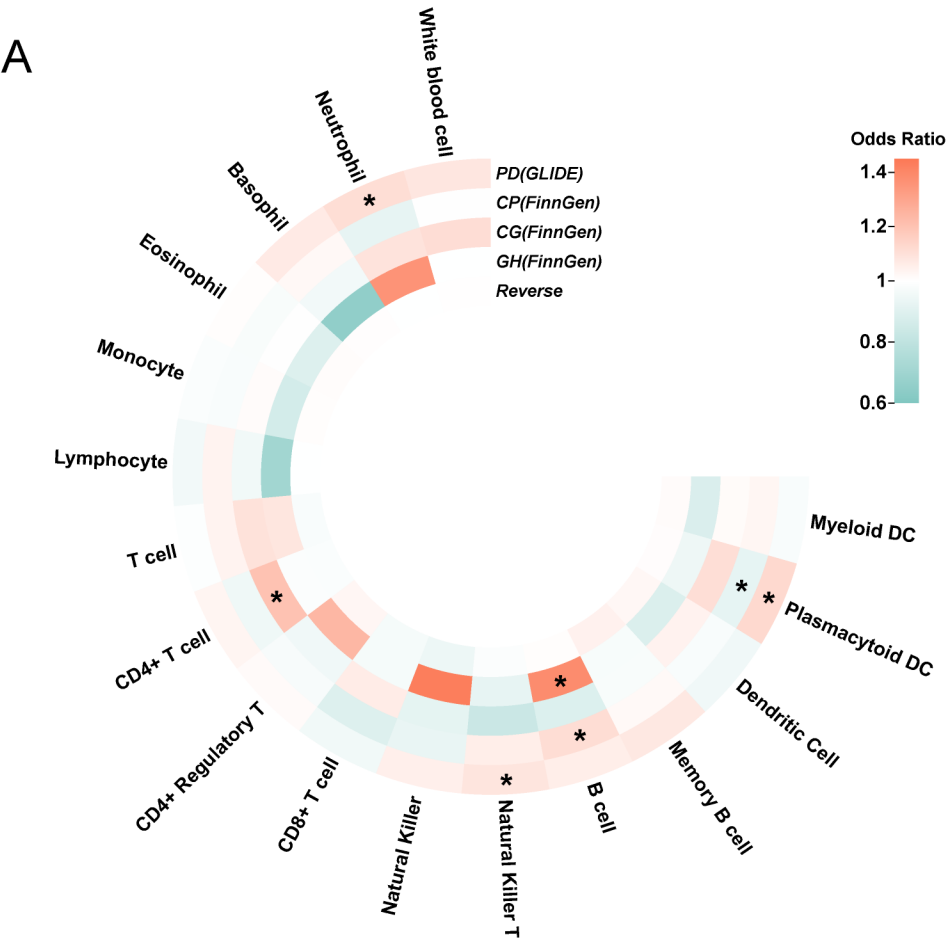 A
White blood cell
Neutrophil
Basophil
Eosinophil
Monocyte
Lymphocyte
T cell
CD4+ T cell
CD4+ Regulatory T
CD8+ T cell
Natural Killer
Natural Killer T
B cell
Memory B cell
Dendritic Cell
Plasmacytoid DC
Myeloid DC
PD(GLIDE)
CP(FinnGen)
CG(FinnGen)
GH(FinnGen)
Reverse
*
*
*
*
*
*
*
Odds Ratio
1.4
1.2
1
0.8
0.6